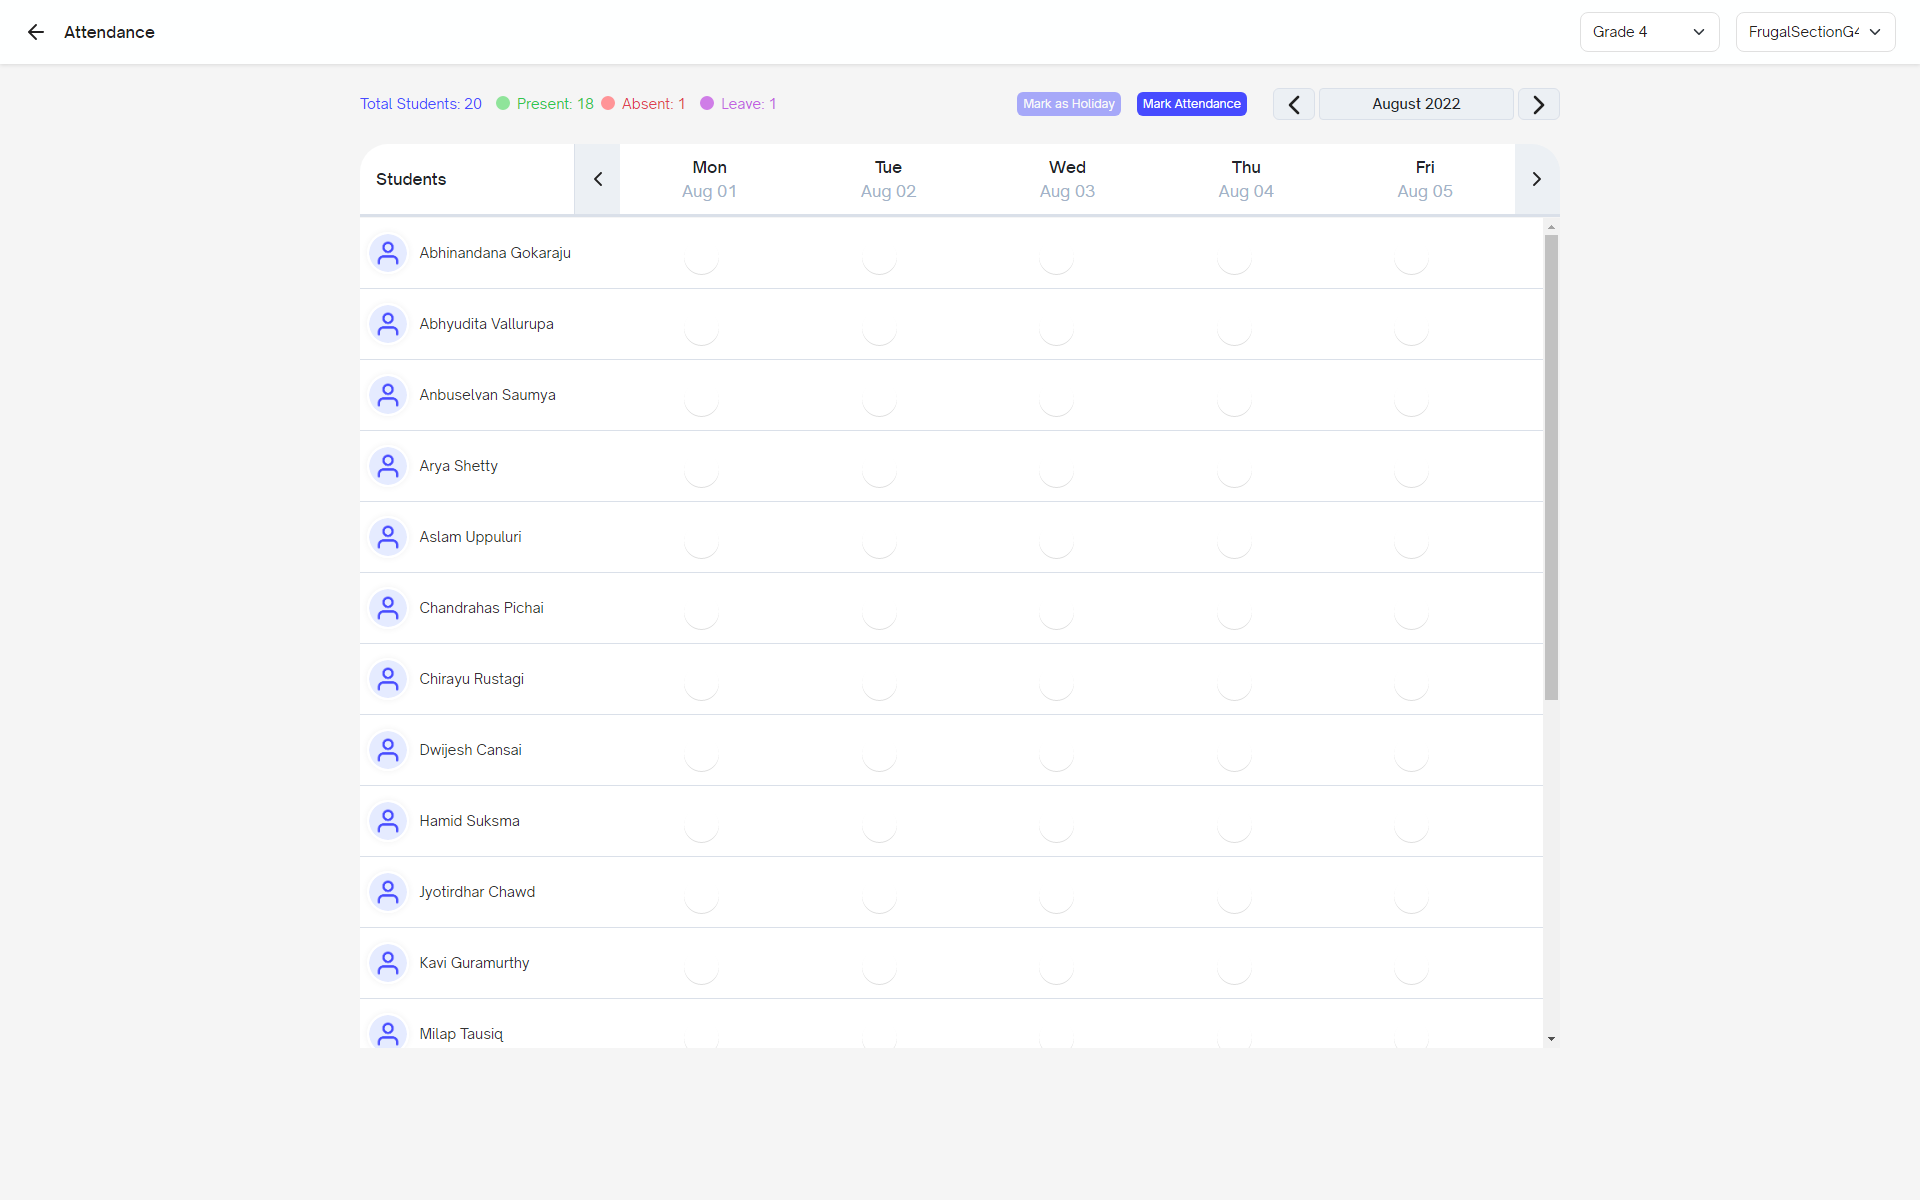 Attendance
Grade 4
FrugalSectionG4
Total Students: 20
Present: 18
Absent: 1
Leave: 1
Mark as Holiday
Mark Attendance
August 2022
Students
Mon
Tue
Wed
Thu
Fri
Aug 01
Aug 02
Aug 03
Aug 04
Aug 05
Abhinandana Gokaraju
Abhyudita Vallurupa
Anbuselvan Saumya
Arya Shetty
Aslam Uppuluri
Chandrahas Pichai
Chirayu Rustagi
Dwijesh Cansai
Hamid Suksma
Jyotirdhar Chawd
Kavi Guramurthy
Milap Tausiq